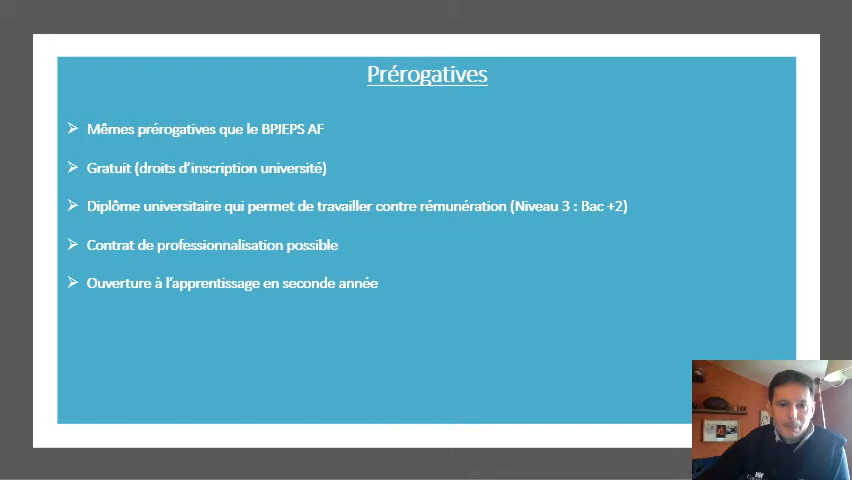 Prérogatives
Mêmes prérogatives que le BPJEPS AF
Gratuit (droits d'inscription université)
Diplôme universitaire qui permet de travailler contre rémunération (Niveau 3 : Bac +2)
Contrat de professionnalisation possible
Ouverture à l'apprentissage en seconde année